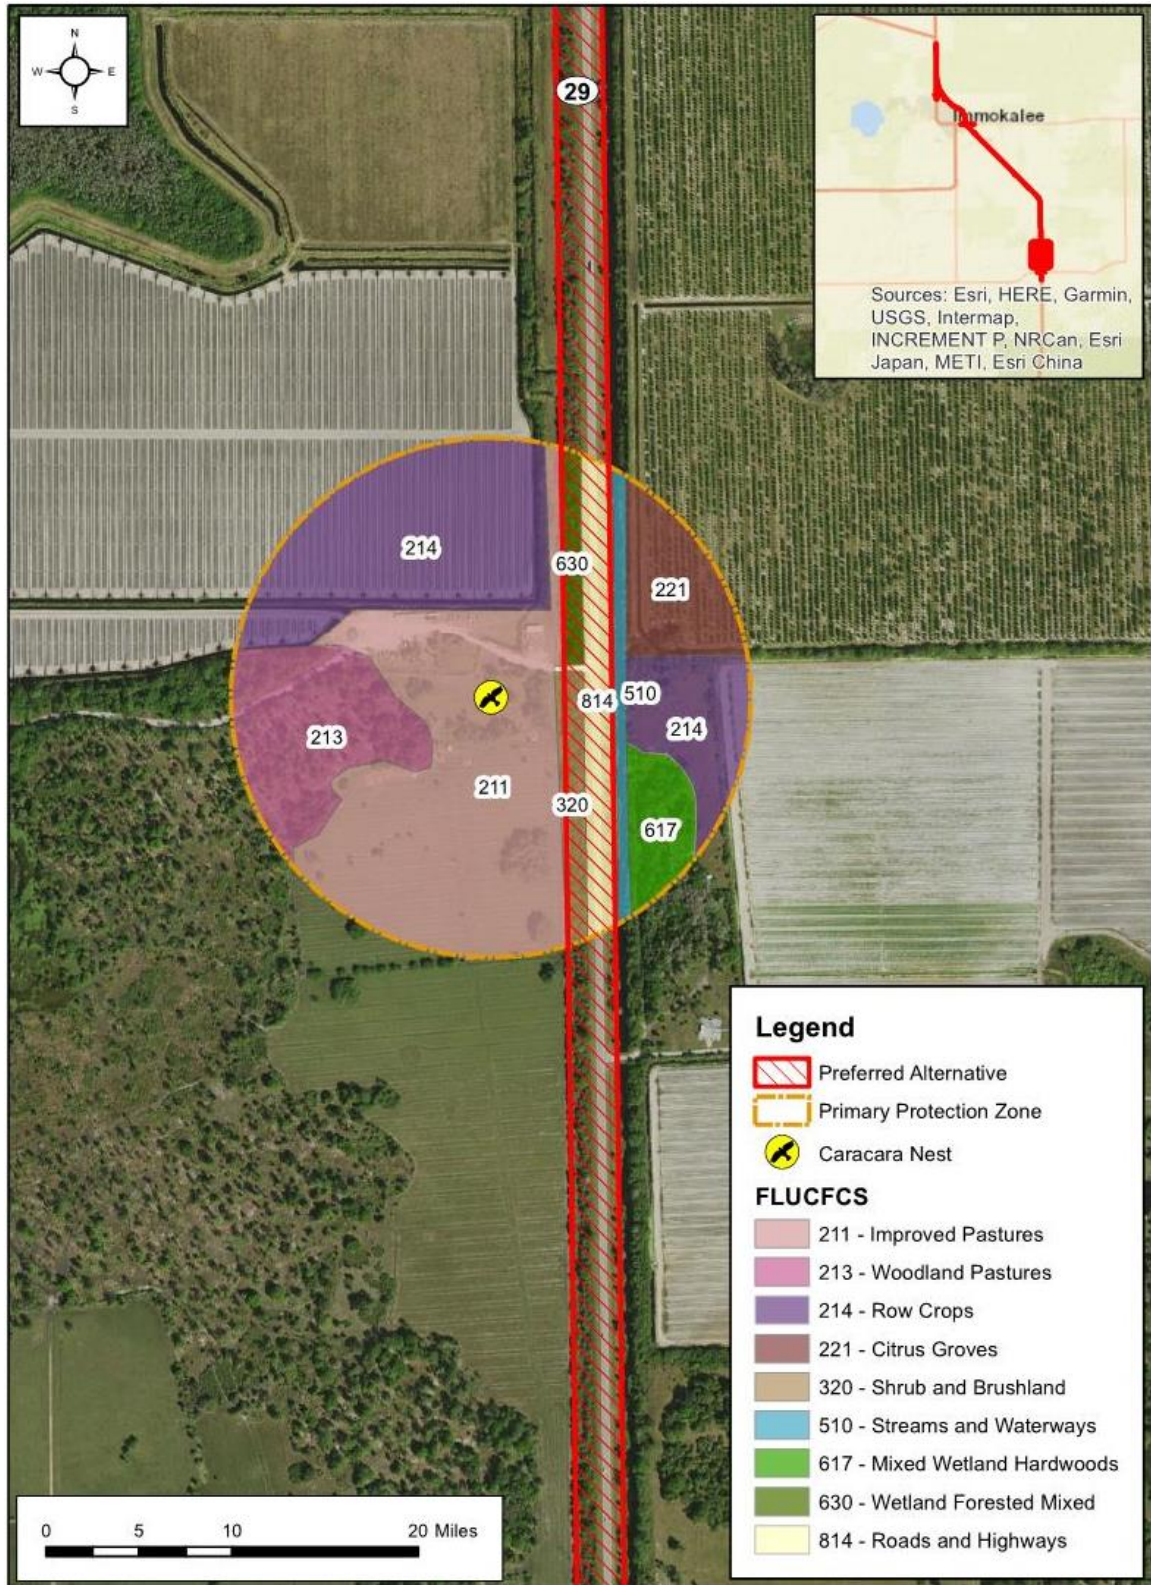 N
W E
S
29
Immokalee
Sources: Esri, HERE, Garmin,
USGS, Intermap,
INCREMENT P, NRCan, Esri
Japan, METI, Esri China
214
630
221
814
510
214
213
211
320
617
Legend
Preferred Alternative
Primary Protection Zone
Caracara Nest
FLUCFCS
211 - Improved Pastures
213 - Woodland Pastures
214 - Row Crops
221 - Citrus Groves
320 - Shrub and Brushland
510 - Streams and Waterways
617 - Mixed Wetland Hardwoods
630 - Wetland Forested Mixed
814 - Roads and Highways
0 5 10 20 Miles